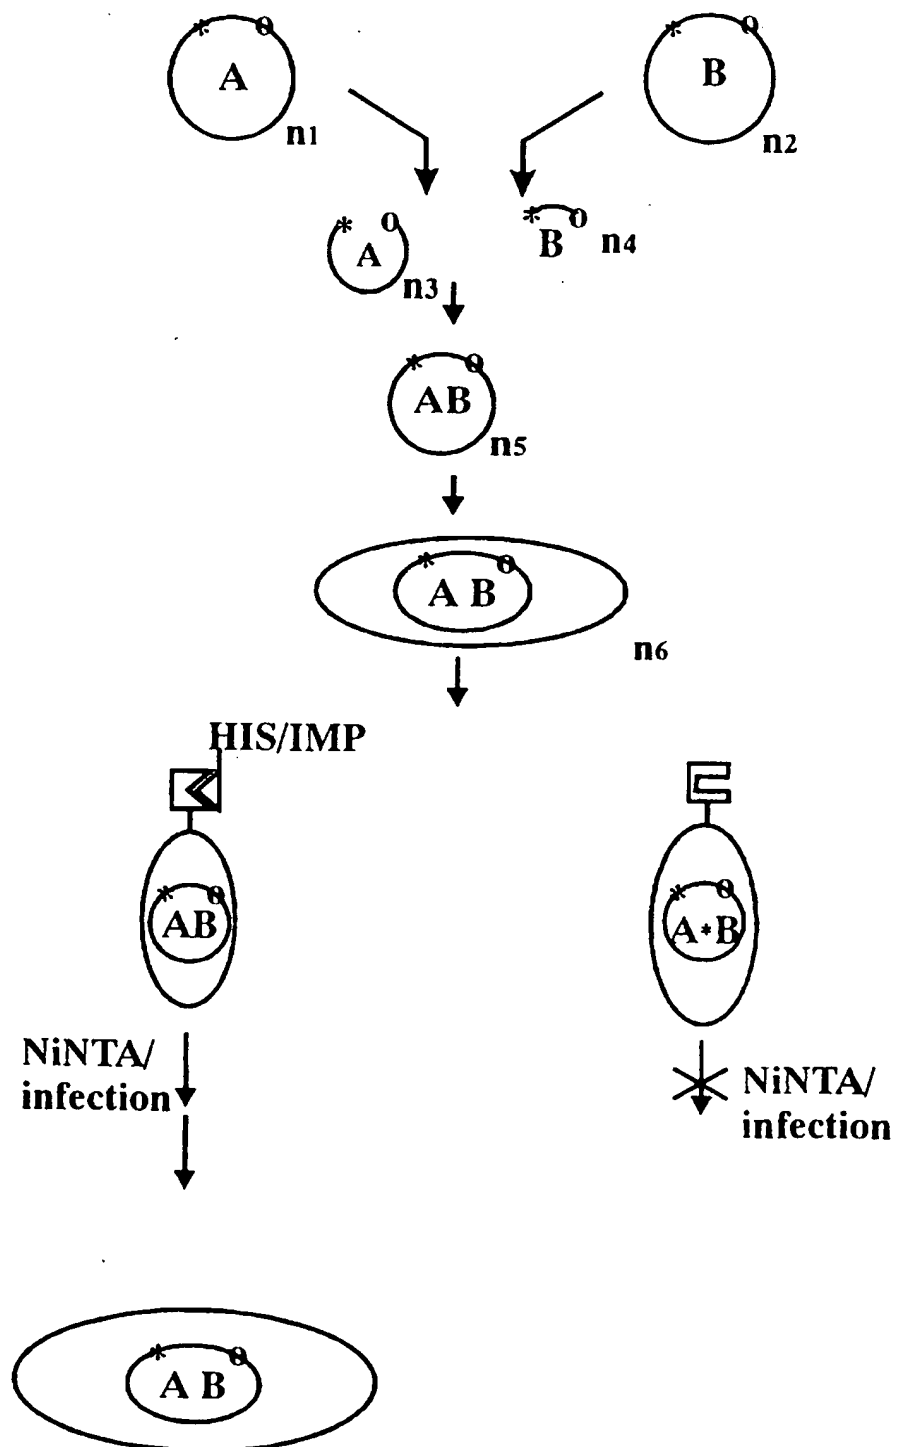 * o
A
n1
* o
B
n2
* o
A
n3
* o
B
n4
* o
AB
n5
* o
A B
n6
HIS/IMP
* o
AB
* o
A*B
NiNTA/
infection
NiNTA/
infection
* o
A B